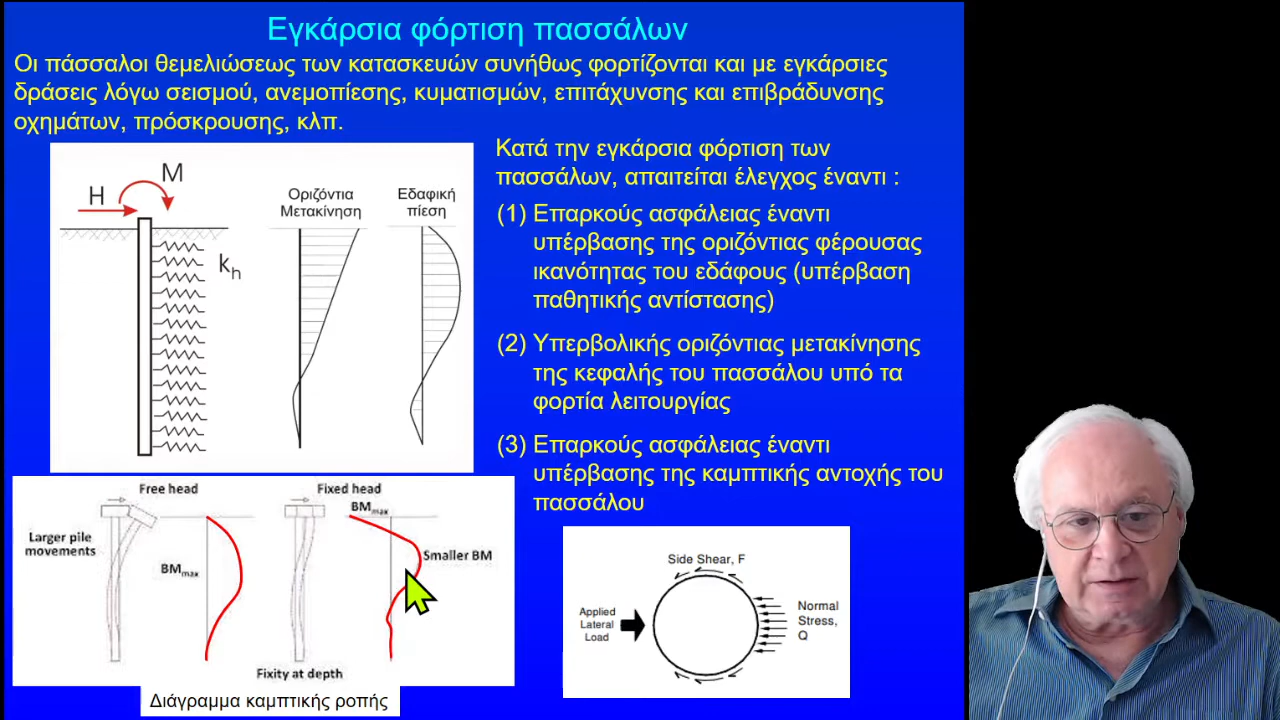 Εγκάρσια φόρτιση πασσάλων
Οι πάσσαλοι θεμελιώσεως των κατασκευών συνήθως φορτίζονται και με εγκάρσιες
δράσεις λόγω σεισμού, ανεμοπίεσης, κυματισμών, επιτάχυνσης και επιβράδυνσης
οχημάτων, πρόσκρουσης, κλπ.
M
H
kh
Οριζόντια
Μετακίνηση
Εδαφική
πίεση
Κατά την εγκάρσια φόρτιση των
πασσάλων, απαιτείται έλεγχος έναντι :
(1) Επαρκούς ασφάλειας έναντι
υπέρβασης της οριζόντιας φέρουσας
ικανότητας του εδάφους (υπέρβαση
παθητικής αντίστασης)
(2) Υπερβολικής οριζόντιας μετακίνησης
της κεφαλής του πασσάλου υπό τα
φορτία λειτουργίας
(3) Επαρκούς ασφάλειας έναντι
υπέρβασης της καμπτικής αντοχής του
πασσάλου
Free head
Larger pile
movements
BMmax
Fixed head
BMmax
Smaller BM
Fixity at depth
Διάγραμμα καμπτικής ροπής
Side Shear, F
Applied
Lateral
Load
Normal
Stress,
Q